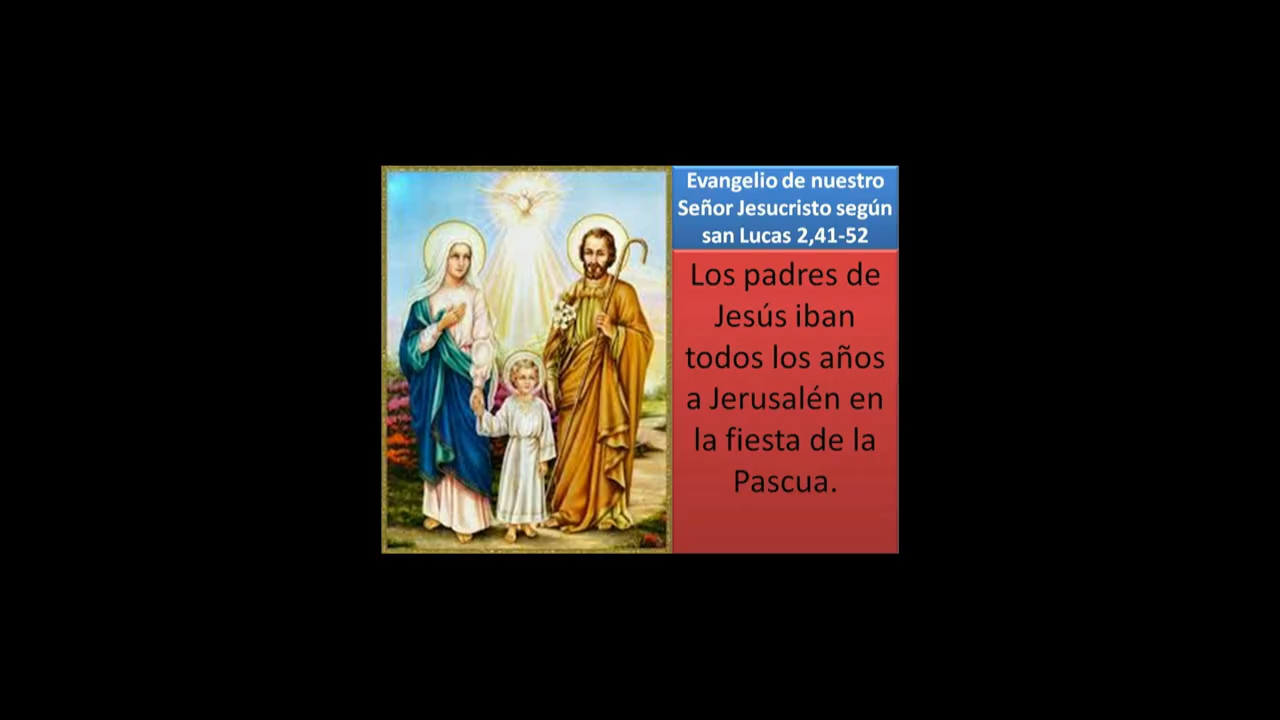 Evangelio de nuestro
Señor Jesucristo según
san Lucas 2,41-52
Los padres de
Jesús iban
todos los años
a Jerusalén en
la fiesta de la
Pascua.